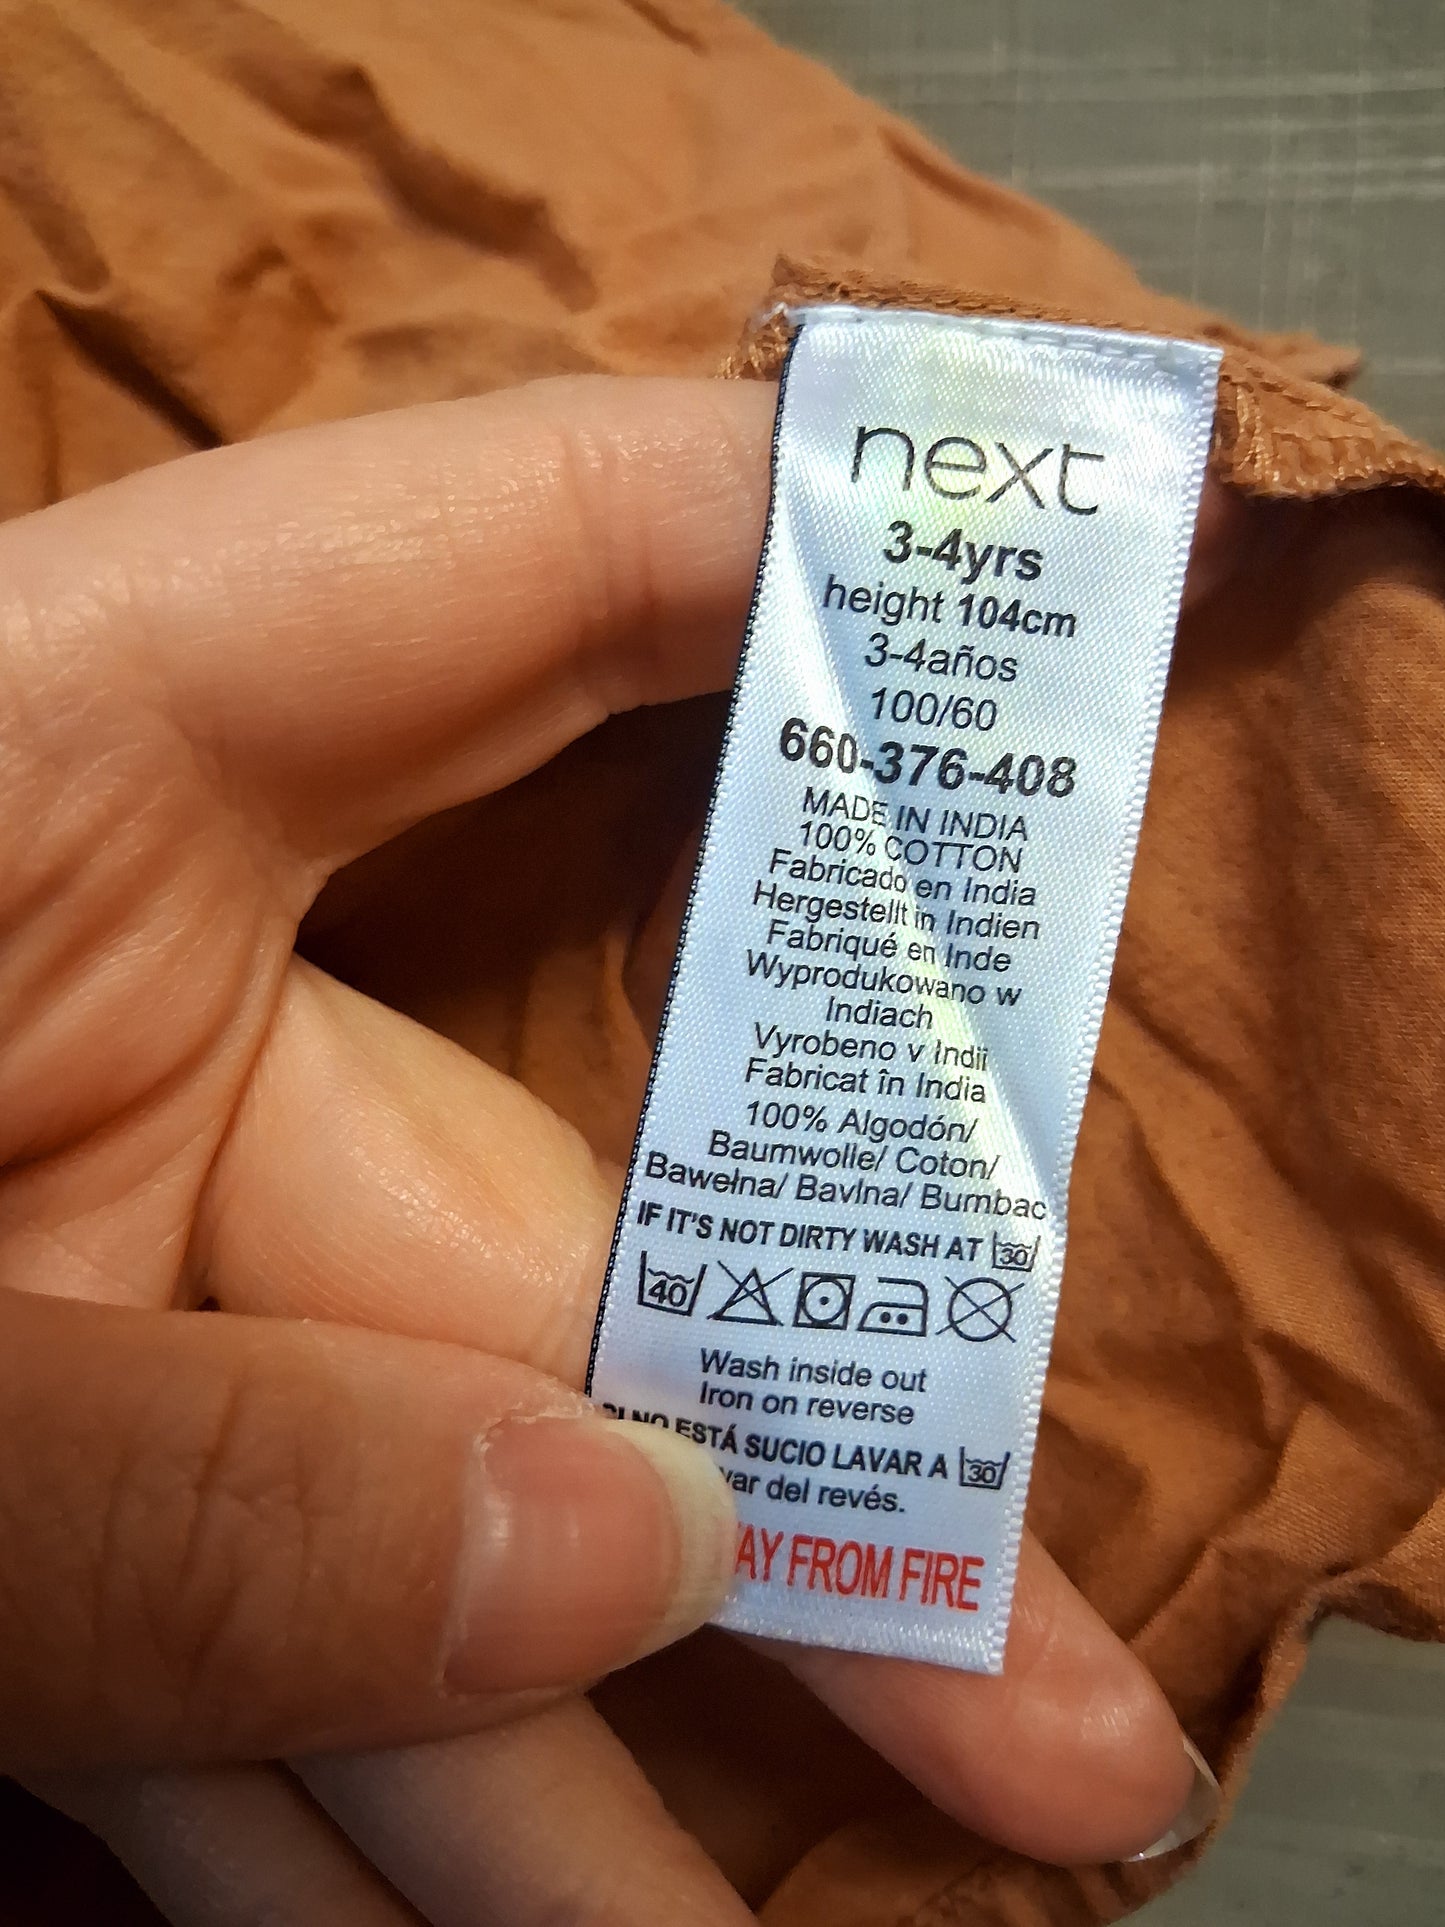 next
3-4yrs
height 104cm
3-4años
100/60
660-376-408
MADE IN INDIA
100% COTTON
Fabricado en India
Hergestellt in Indien
Fabriqué en Inde
Wyprodukowano w
Indiach
Vyrobeno v Indii
Fabricat în India
100% Algodón/
Baumwolle/ Coton/
Bawełna/ Bavlna/ Bumbac
IF IT'S NOT DIRTY WASH AT 30
40
Wash inside out
Iron on reverse
NO ESTÁ SUCIO LAVAR A 30
del revés.
FROM FIRE